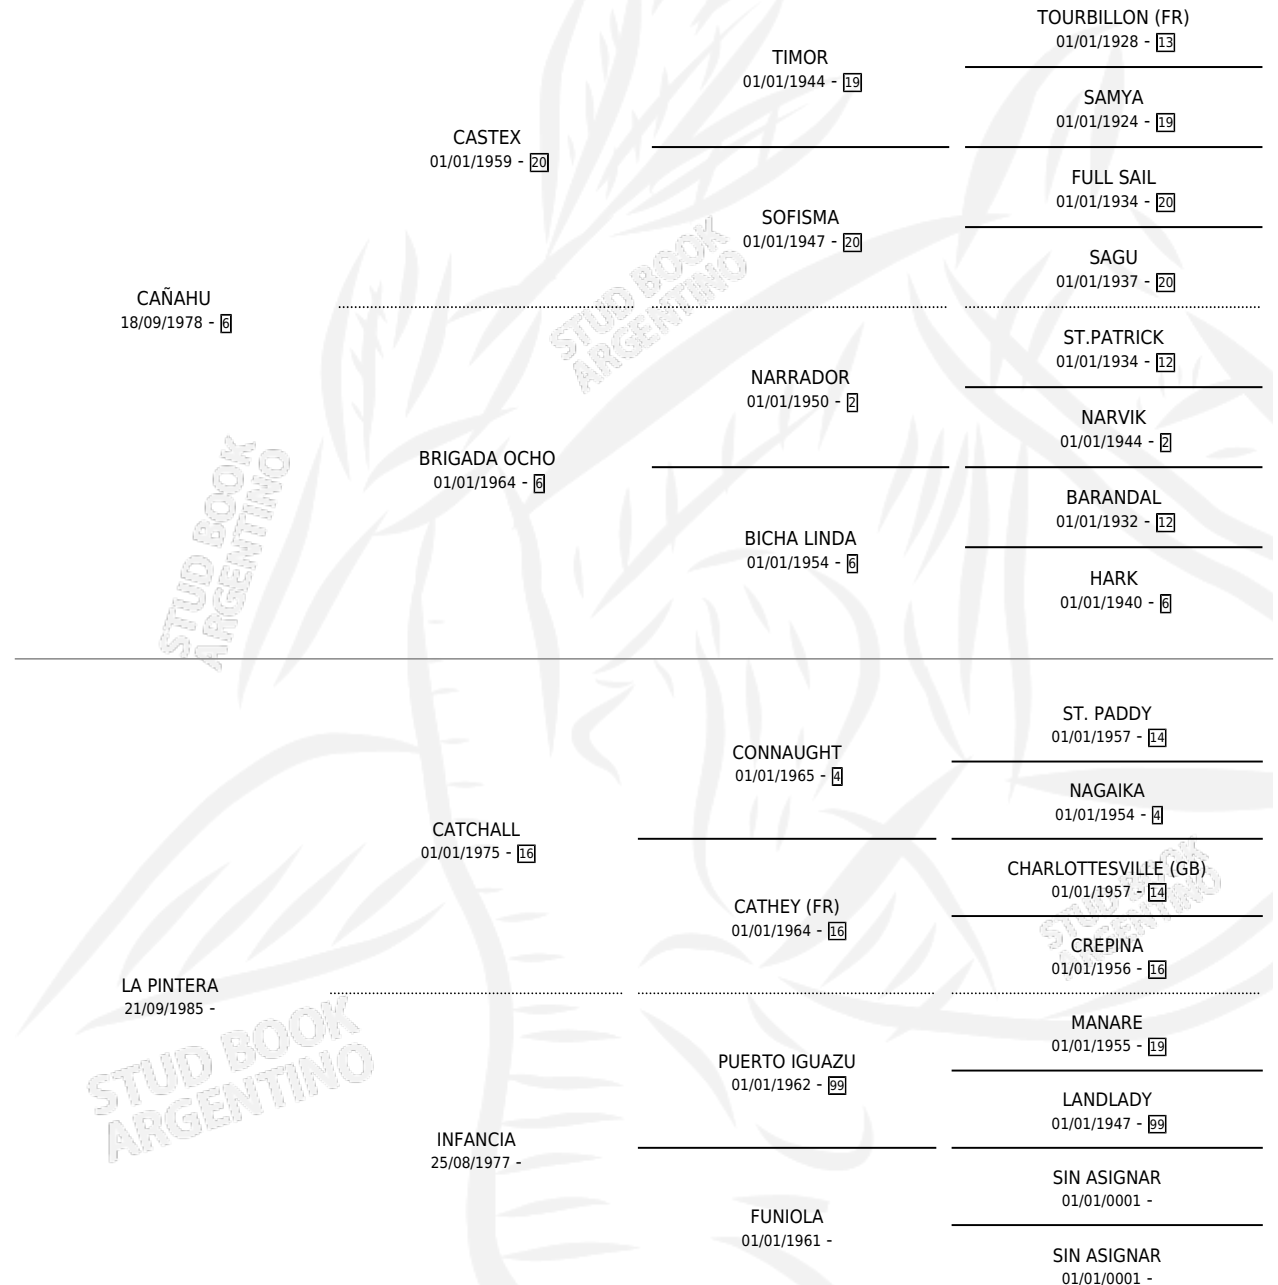 TOURBILLON (FR)
01/01/1928 - 13
TIMOR
01/01/1944 - 19
SAMYA
01/01/1924 - 19
CASTEX
01/01/1959 - 20
FULL SAIL
01/01/1934 - 20
SOFISMA
01/01/1947 - 20
SAGU
01/01/1937 - 20
CAÑAHU
18/09/1978 - 6
ST.PATRICK
01/01/1934 - 12
NARRADOR
01/01/1950 - 2
NARVIK
01/01/1944 - 2
BRIGADA OCHO
01/01/1964 - 6
BARANDAL
01/01/1932 - 12
BICHA LINDA
01/01/1954 - 6
HARK
01/01/1940 - 6
ST. PADDY
01/01/1957 - 14
CONNAUGHT
01/01/1965 - 4
NAGAIKA
01/01/1954 - 4
CATCHALL
01/01/1975 - 16
CHARLOTTESVILLE (GB)
01/01/1957 - 14
CATHEY (FR)
01/01/1964 - 16
CREPINA
01/01/1956 - 16
LA PINTERA
21/09/1985 -
MANARE
01/01/1955 - 19
PUERTO IGUAZU
01/01/1962 - 99
LANDLADY
01/01/1947 - 99
INFANCIA
25/08/1977 -
SIN ASIGNAR
01/01/0001 -
FUNIOLA
01/01/1961 -
SIN ASIGNAR
01/01/0001 -
STUD BOOK
ARGENTINO
STUD BOOK
ARGENTINO
STUD BOOK
ARGENTINO
STUD BOOK
ARGENTINO